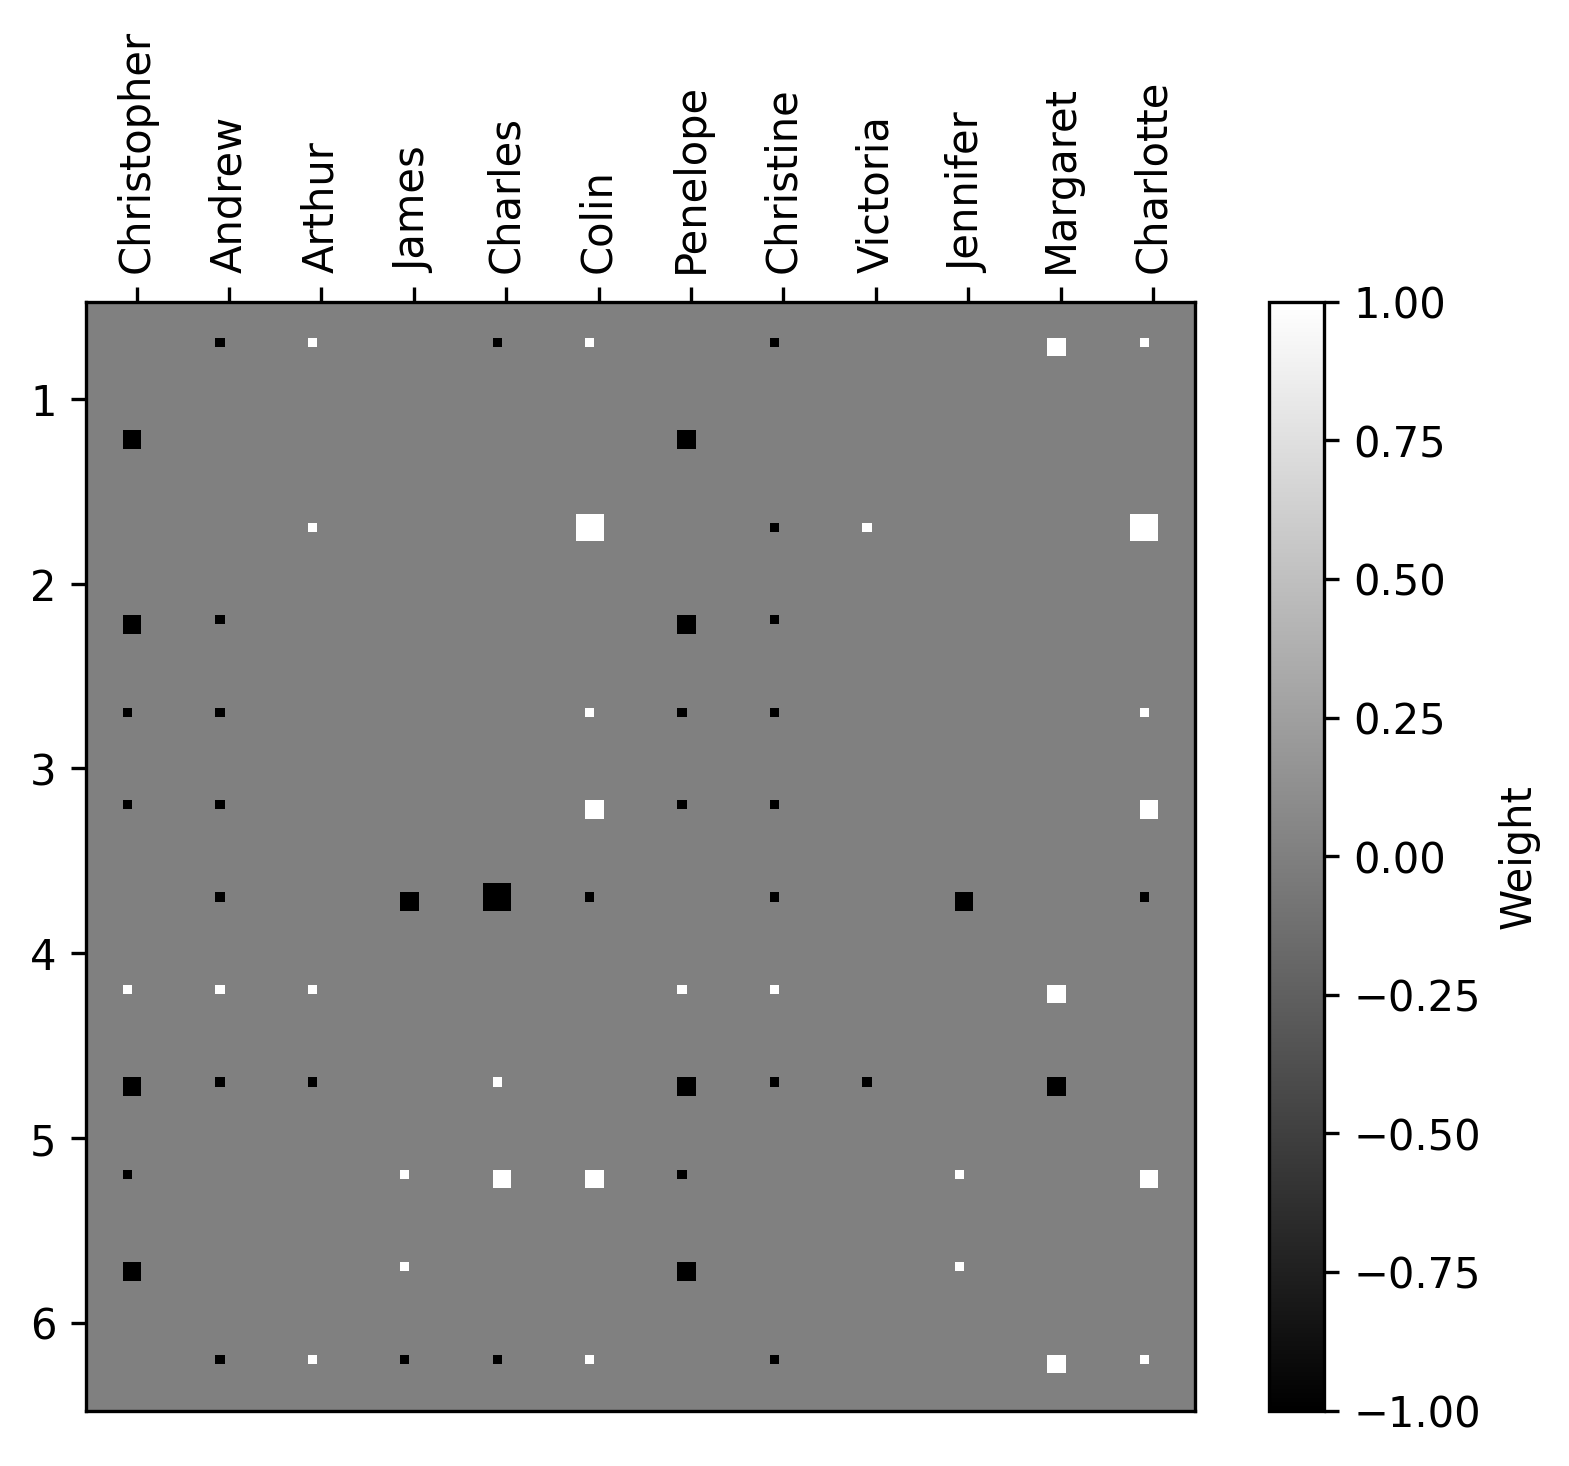 Christopher
Andrew
Arthur
James
Charles
Colin
Penelope
Christine
Victoria
Jennifer
Margaret
Charlotte
1
2
3
4
5
6
1.00
0.75
0.50
0.25
0.00
−0.25
−0.50
−0.75
−1.00
Weight